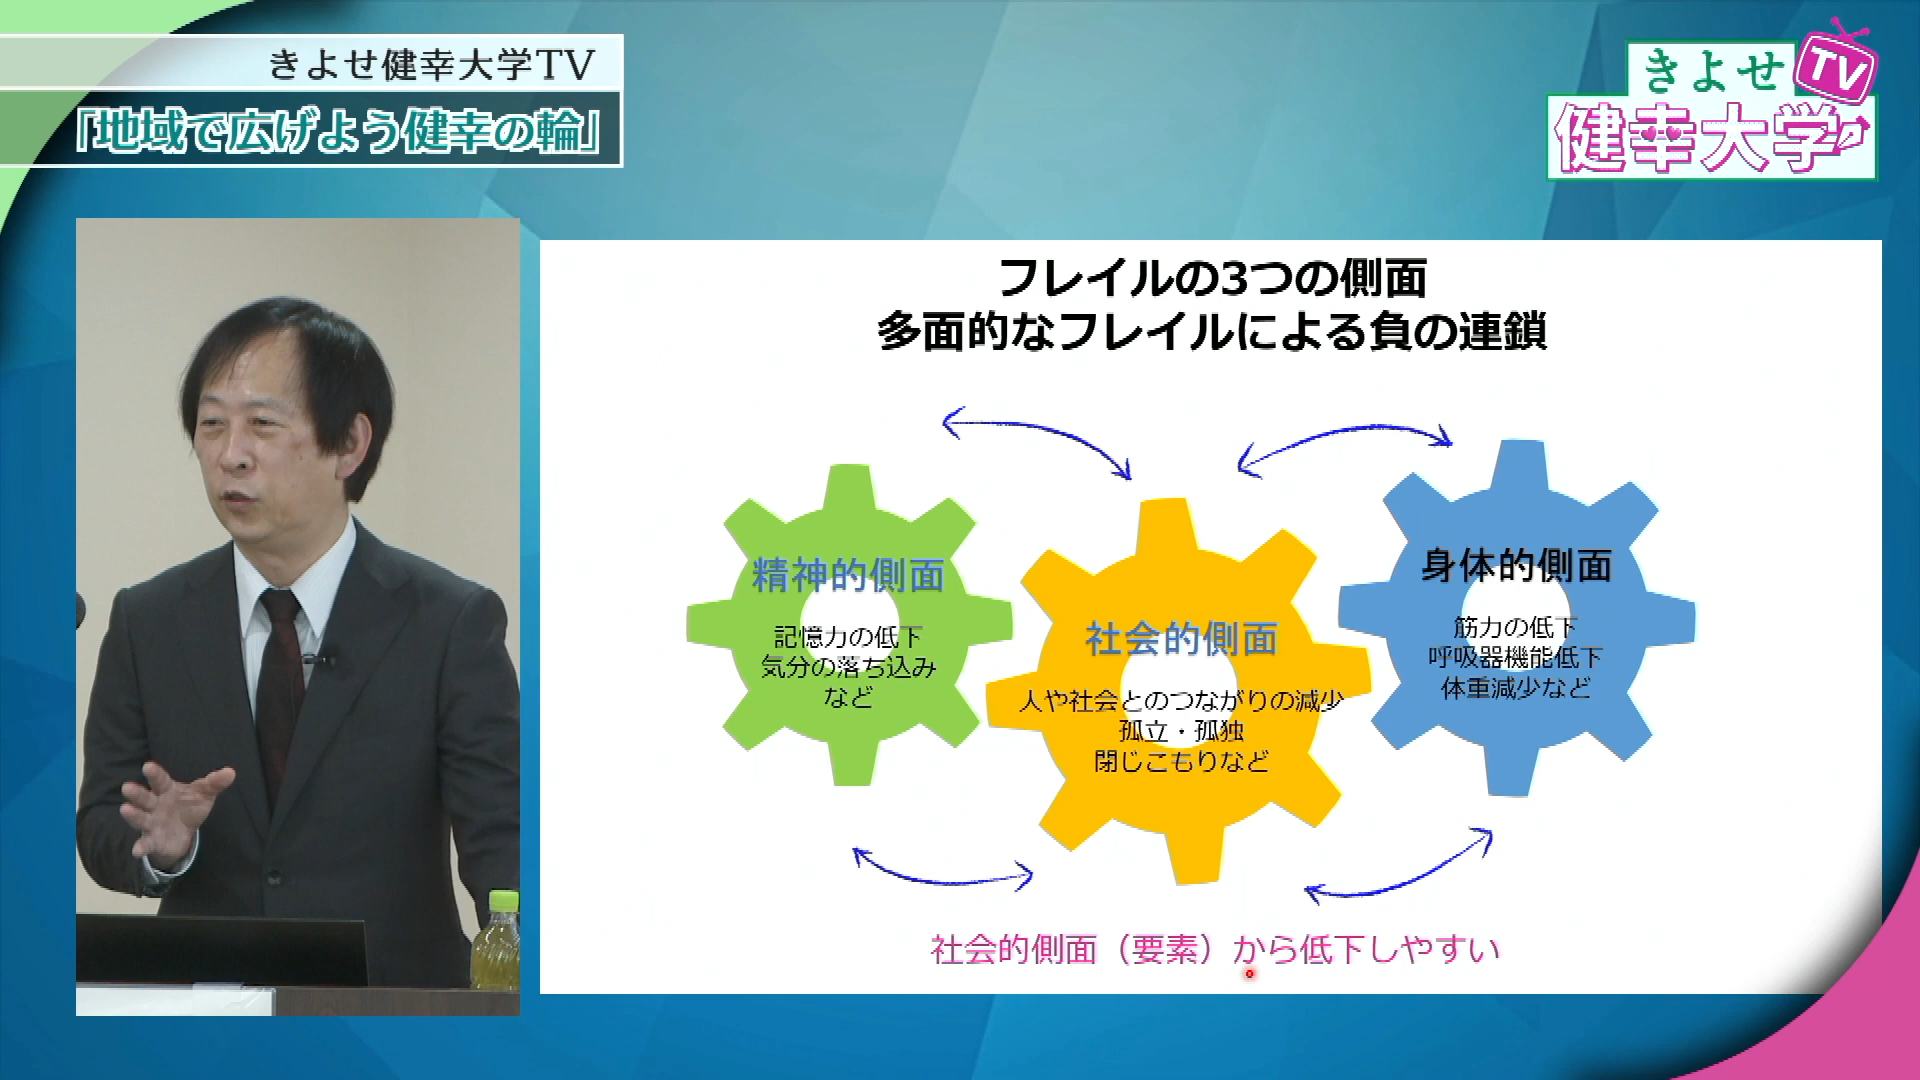 きよせ健幸大学TV
「地域で広げよう健幸の輪」
きよせ
TV
健幸大学
フレイルの3つの側面
多面的なフレイルによる負の連鎖
精神的側面
記憶力の低下
気分の落ち込み
など
社会的側面
人や社会とのつながりの減少
孤立・孤独
閉じこもりなど
身体的側面
筋力の低下
呼吸器機能低下
体重減少など
社会的側面（要素）から低下しやすい